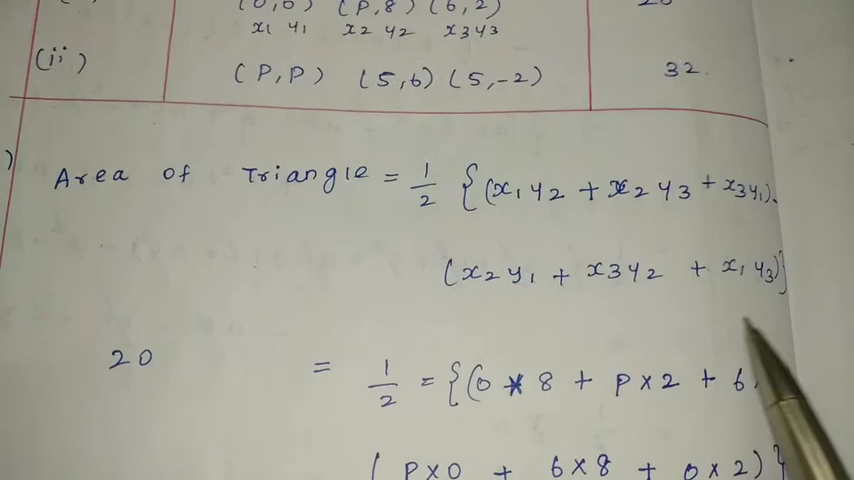 (0,0) (P,8) (6,2) 20
x1 y1 x2 y2 x3 y3
(ii) (P,P) (5,6) (5,-2) 32.
) Area of Triangle = 1/2 {(x1y2 + x2y3 + x3y1) -
(x2y1 + x3y2 + x1y3)}
20 = 1/2 = {(0 × 8 + P×2 + 6
( P×0 + 6×8 + 0×2)}